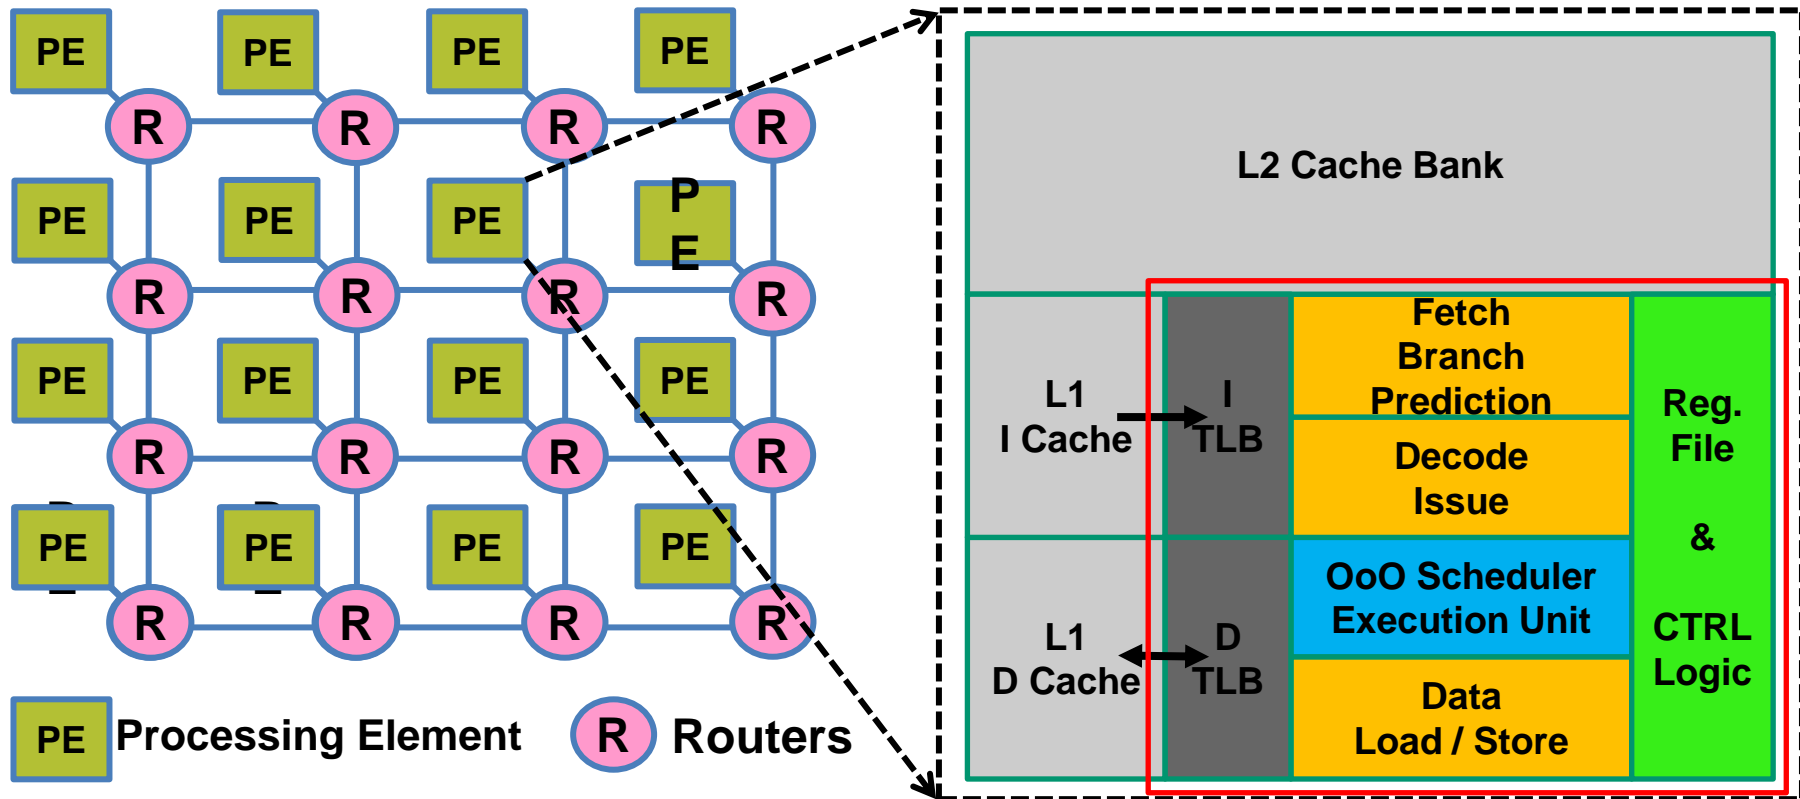 PE PE PE PE
R R R R
PE PE PE P
E
R R R R
PE PE PE PE
R R R R
PE PE PE PE
R R R R
PE Processing Element R Routers
L2 Cache Bank
L1
I Cache
I
TLB
Fetch
Branch
Prediction
Decode
Issue
Reg.
File
&
CTRL
Logic
L1
D Cache
D
TLB
OoO Scheduler
Execution Unit
Data
Load / Store